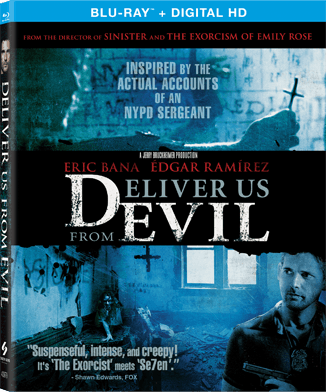 BLU-RAY™ + DIGITAL HD
FROM THE DIRECTOR OF SINISTER AND THE EXORCISM OF EMILY ROSE
INSPIRED BY THE
ACTUAL ACCOUNTS
OF AN
NYPD SERGEANT
A JERRY BRUCKHEIMER PRODUCTION
ERIC BANA EDGAR RAMÍREZ
DELIVER US
FROM EVIL
"Suspenseful, intense, and creepy!
It's 'The Exorcist' meets 'Se7en'."
- Shawn Edwards, FOX
DELIVER US FROM EVIL